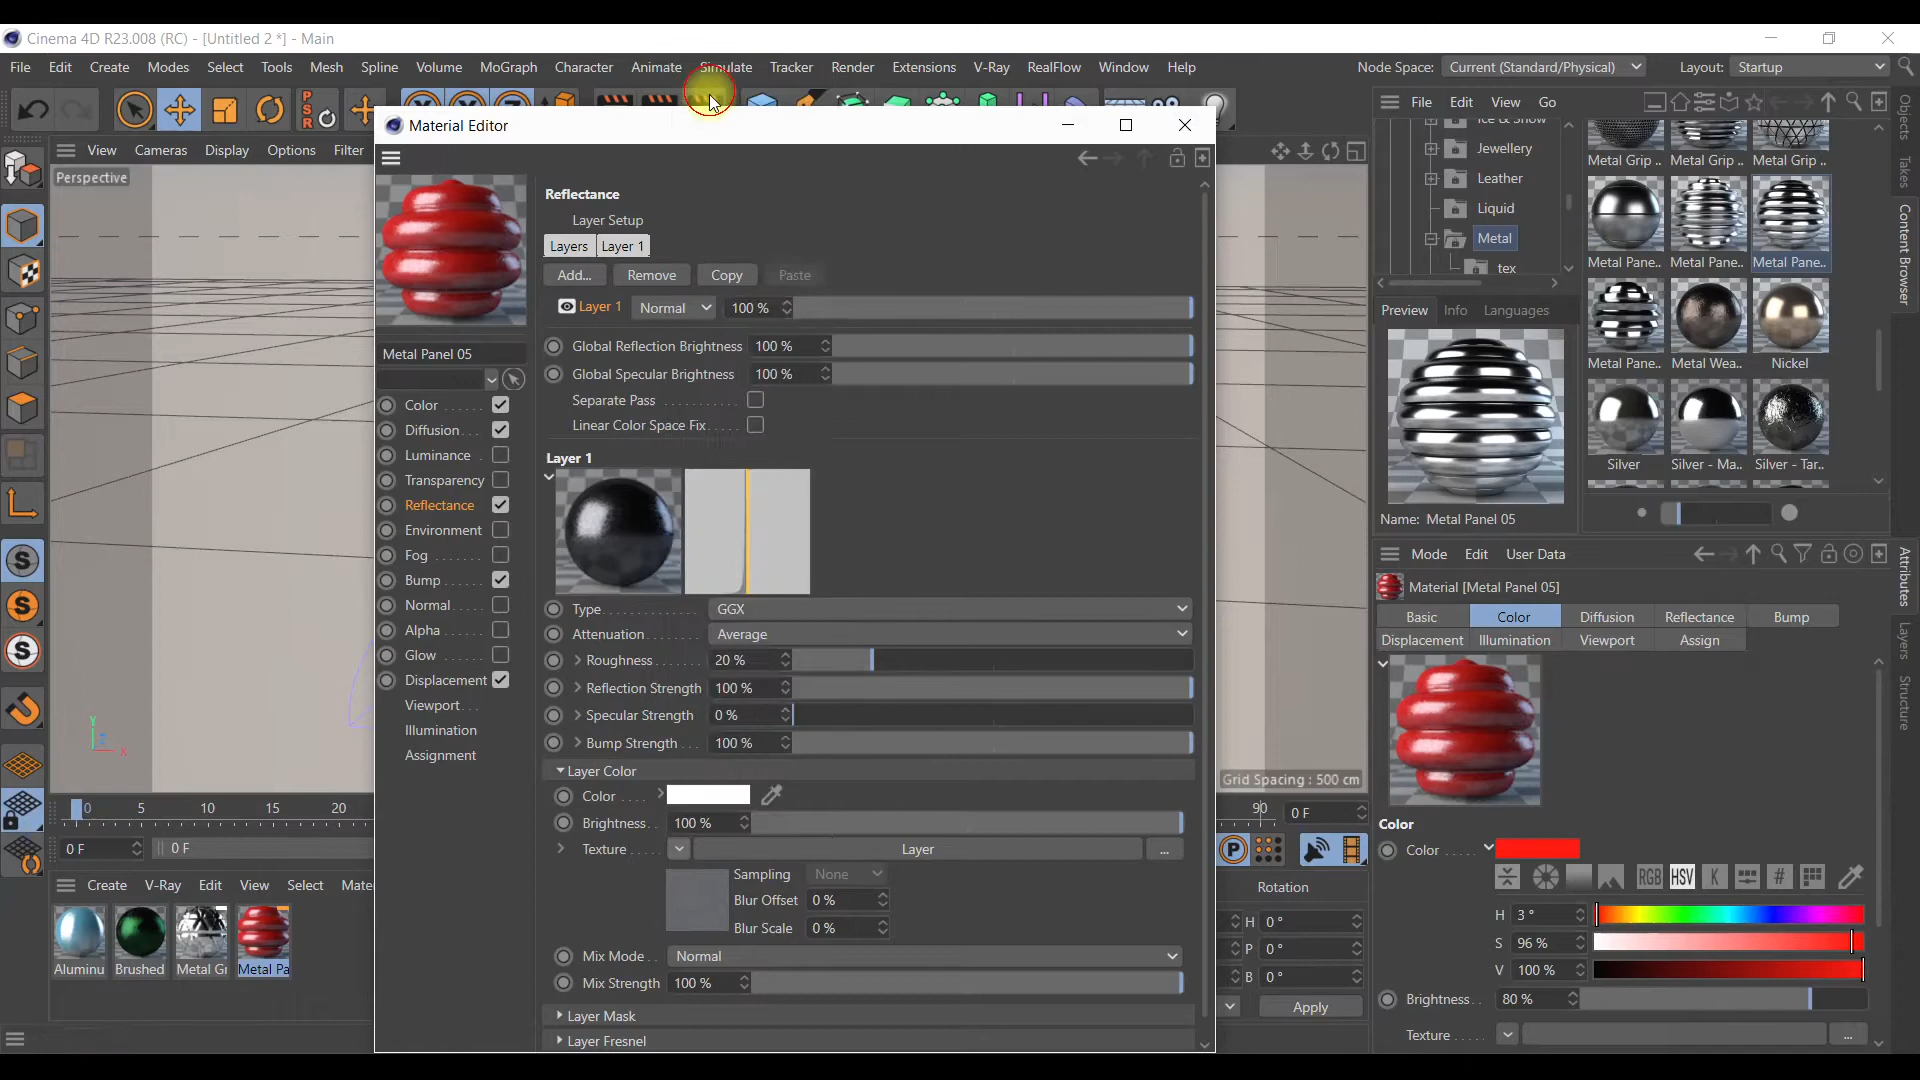 Cinema 4D R23.008 (RC) - [Untitled 2 *] - Main
File Edit Create Modes Select Tools Mesh Spline Volume MoGraph Character Animate Simulate Tracker Render Extensions V-Ray RealFlow Window Help
Node Space: Current (Standard/Physical) Layout: Startup
PSR
Material Editor
File Edit View Go
View Cameras Display Options Filter
Perspective
Metal Panel 05
Color
Diffusion
Luminance
Transparency
Reflectance
Environment
Fog
Bump
Normal
Alpha
Glow
Displacement
Viewport
Illumination
Assignment
Reflectance
Layer Setup
Layers Layer 1
Add... Remove Copy Paste
Layer 1 Normal 100 %
Global Reflection Brightness 100 %
Global Specular Brightness 100 %
Separate Pass
Linear Color Space Fix
Layer 1
Type GGX
Attenuation Average
Roughness 20 %
Reflection Strength 100 %
Specular Strength 0 %
Bump Strength 100 %
Layer Color
Color
Brightness 100 %
Texture Layer ...
Sampling None
Blur Offset 0 %
Blur Scale 0 %
Mix Mode Normal
Mix Strength 100 %
Layer Mask
Layer Fresnel
Grid Spacing : 500 cm
0 5 10 15 20
90 0 F
0 F 0 F
Create V-Ray Edit View Select Mate
Aluminu Brushed Metal Gr Metal Pa
Rotation
H 0 °
P 0 °
B 0 °
Apply
Jewellery
Leather
Liquid
Metal
tex
Metal Grip .. Metal Grip .. Metal Grip ..
Metal Pane.. Metal Pane.. Metal Pane..
Metal Pane.. Metal Wea.. Nickel
Silver Silver - Ma.. Silver - Tar..
Preview Info Languages
Name: Metal Panel 05
Mode Edit User Data
Material [Metal Panel 05]
Basic Color Diffusion Reflectance Bump
Displacement Illumination Viewport Assign
Color
Color
RGB HSV K #
H 3 °
S 96 %
V 100 %
Brightness 80 %
Texture ...
Objects
Takes
Content Browser
Attributes
Layers
Structure